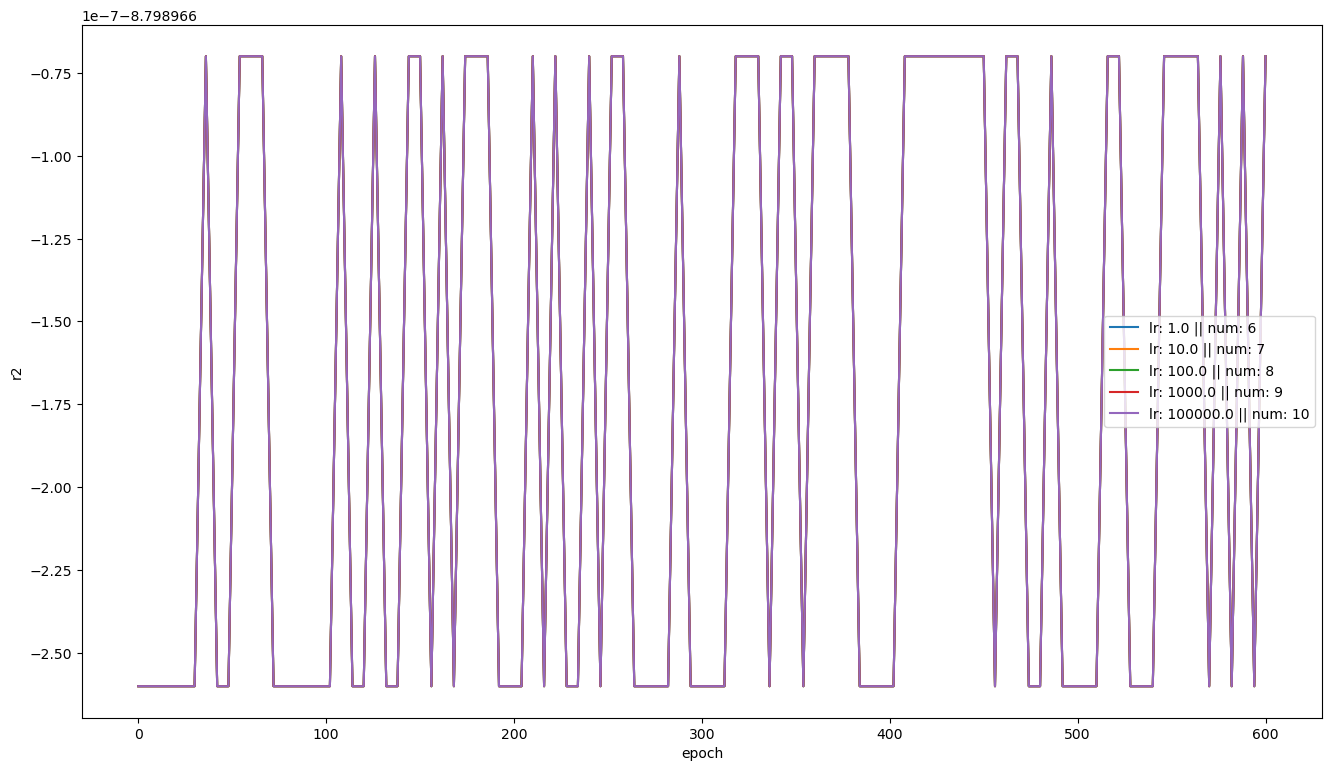 1e−7−8.798966
−0.75
−1.00
−1.25
−1.50
−1.75
−2.00
−2.25
−2.50
r2
lr: 1.0 || num: 6
lr: 10.0 || num: 7
lr: 100.0 || num: 8
lr: 1000.0 || num: 9
lr: 100000.0 || num: 10
0 100 200 300 400 500 600
epoch